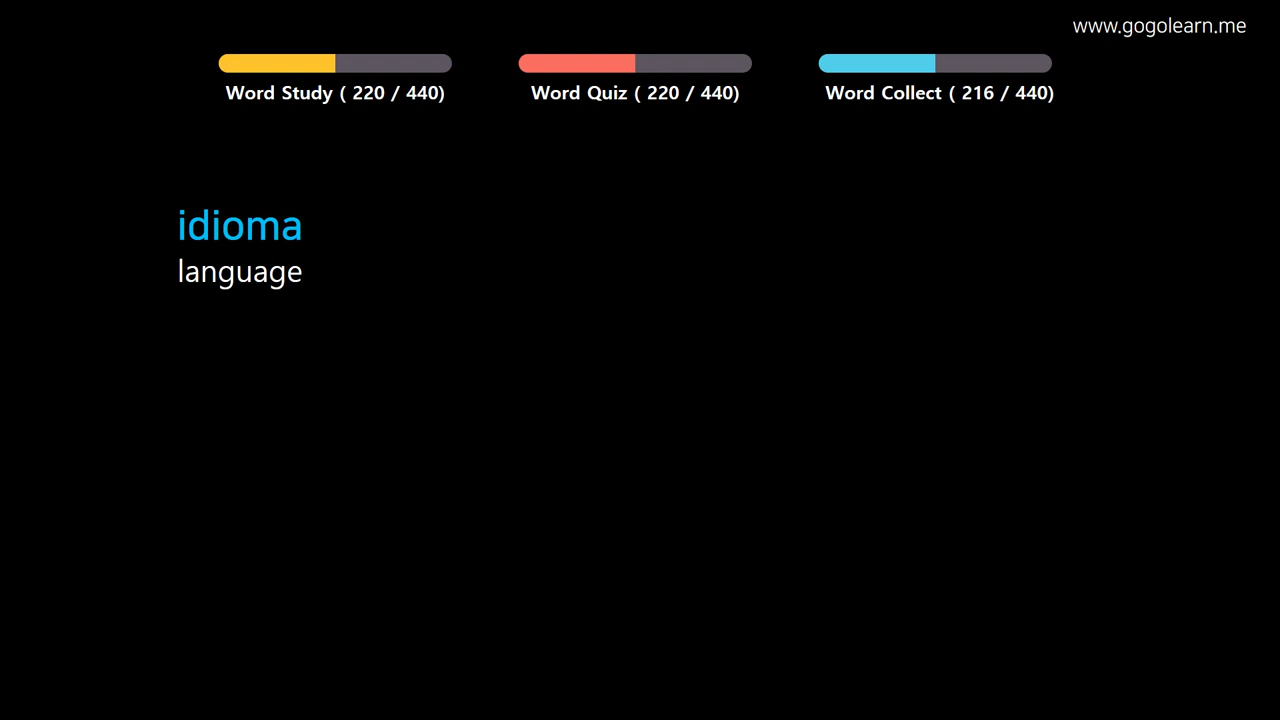 www.gogolearn.me
Word Study ( 220 / 440)
Word Quiz ( 220 / 440)
Word Collect ( 216 / 440)
idioma
language